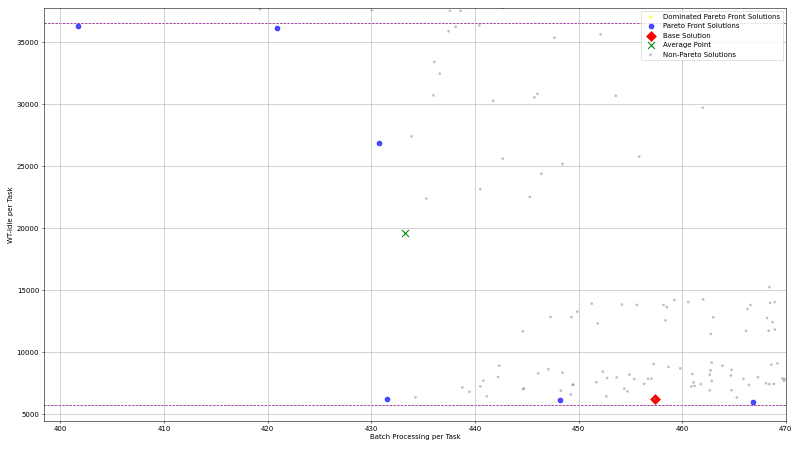 Dominated Pareto Front Solutions
Pareto Front Solutions
Base Solution
Average Point
Non-Pareto Solutions
WT-Idle per Task
35000
30000
25000
20000
15000
10000
5000
400
410
420
430
440
450
460
470
Batch Processing per Task